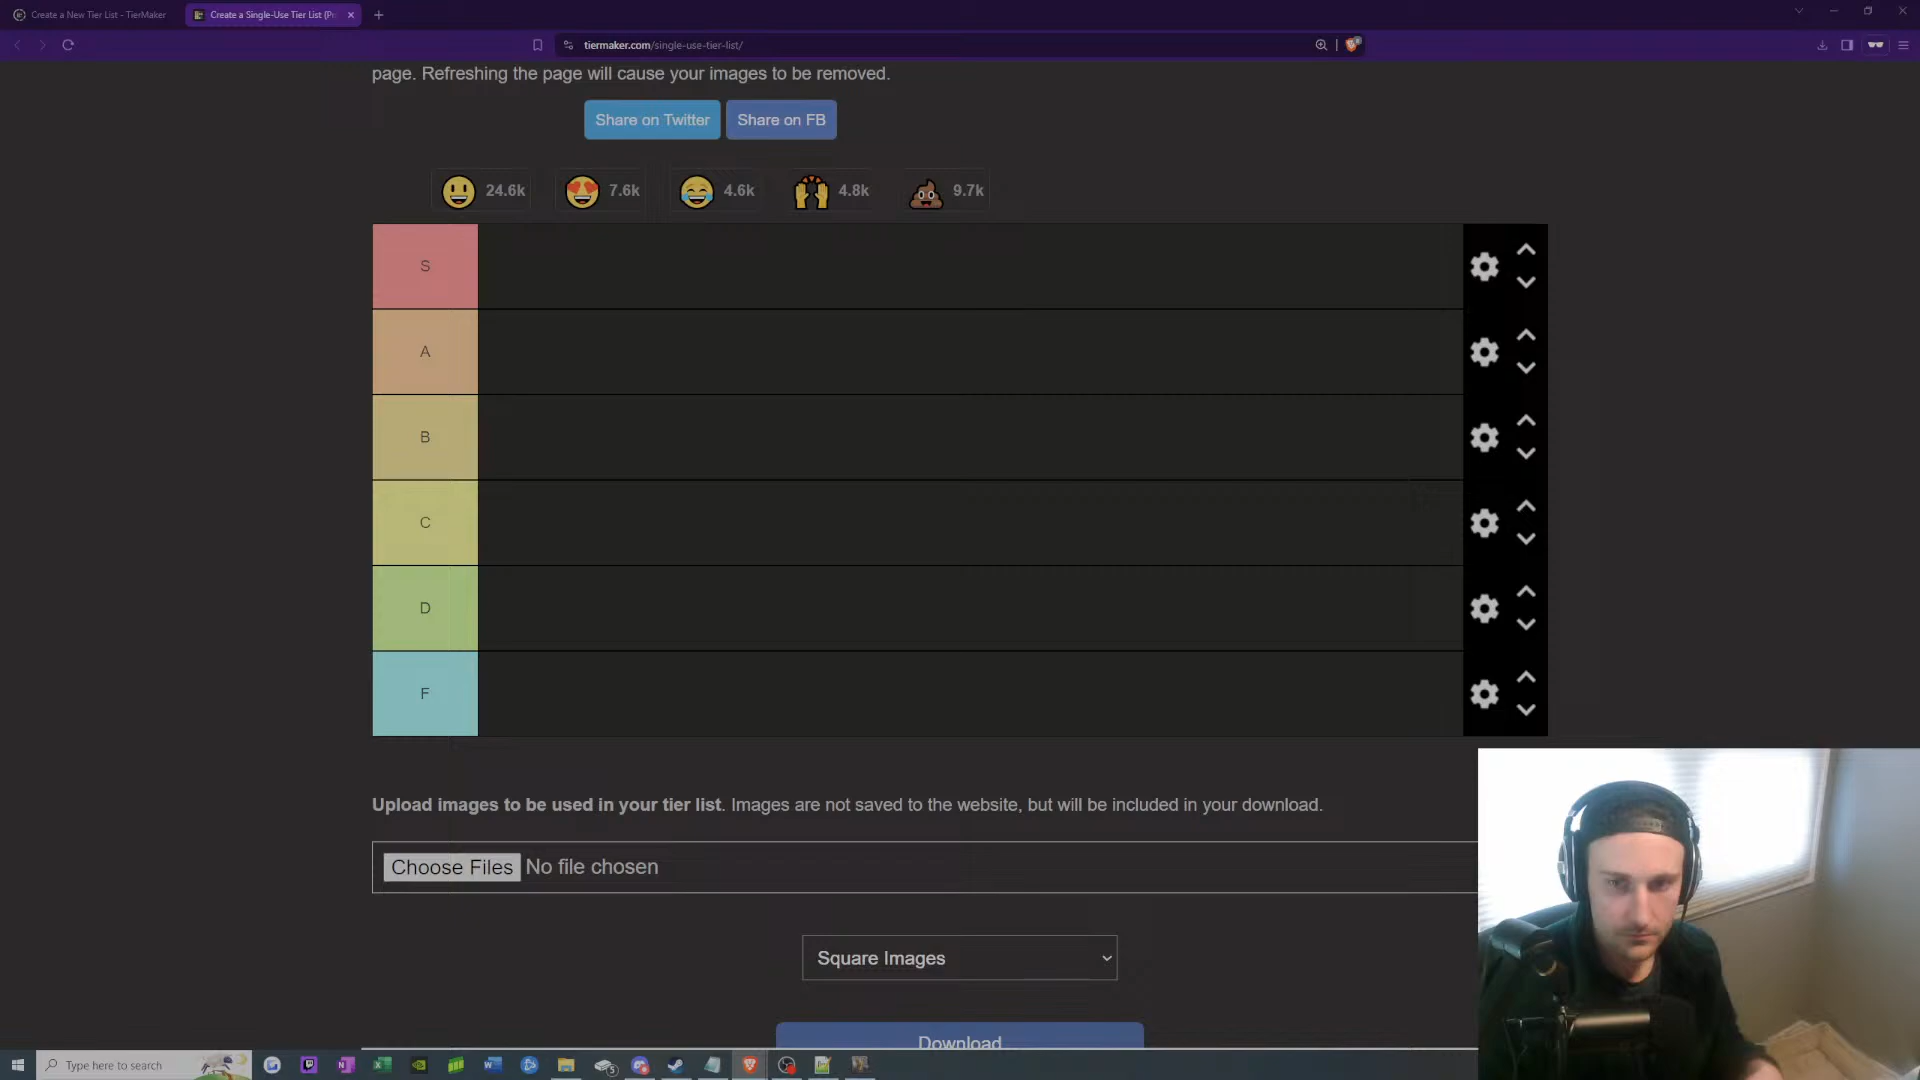 Create a New Tier List - TierMaker
Create a Single-Use Tier List (Pr
tiermaker.com/single-use-tier-list/
page. Refreshing the page will cause your images to be removed.
Share on Twitter
Share on FB
24.6k
7.6k
4.6k
4.8k
9.7k
S
A
B
C
D
F
Upload images to be used in your tier list. Images are not saved to the website, but will be included in your download.
Choose Files No file chosen
Square Images
Download
Type here to search
5